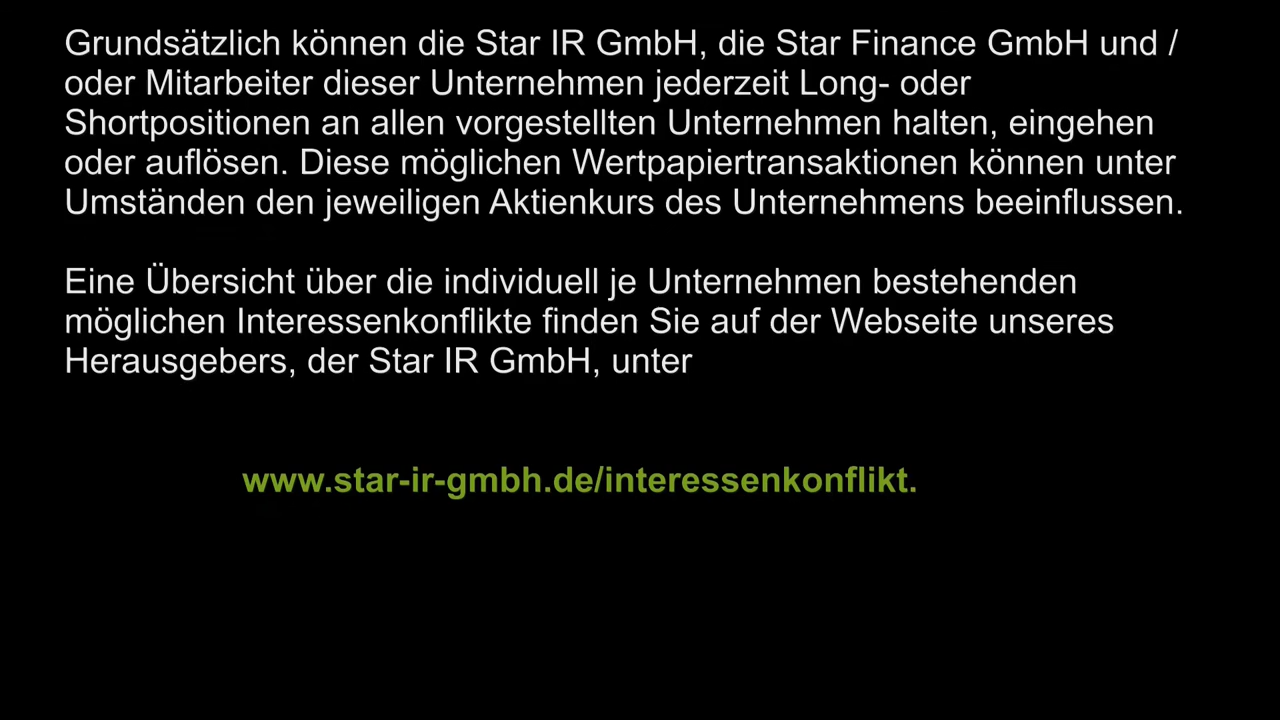 Grundsätzlich können die Star IR GmbH, die Star Finance GmbH und /
oder Mitarbeiter dieser Unternehmen jederzeit Long- oder
Shortpositionen an allen vorgestellten Unternehmen halten, eingehen
oder auflösen. Diese möglichen Wertpapiertransaktionen können unter
Umständen den jeweiligen Aktienkurs des Unternehmens beeinflussen.
Eine Übersicht über die individuell je Unternehmen bestehenden
möglichen Interessenkonflikte finden Sie auf der Webseite unseres
Herausgebers, der Star IR GmbH, unter
www.star-ir-gmbh.de/interessenkonflikt.